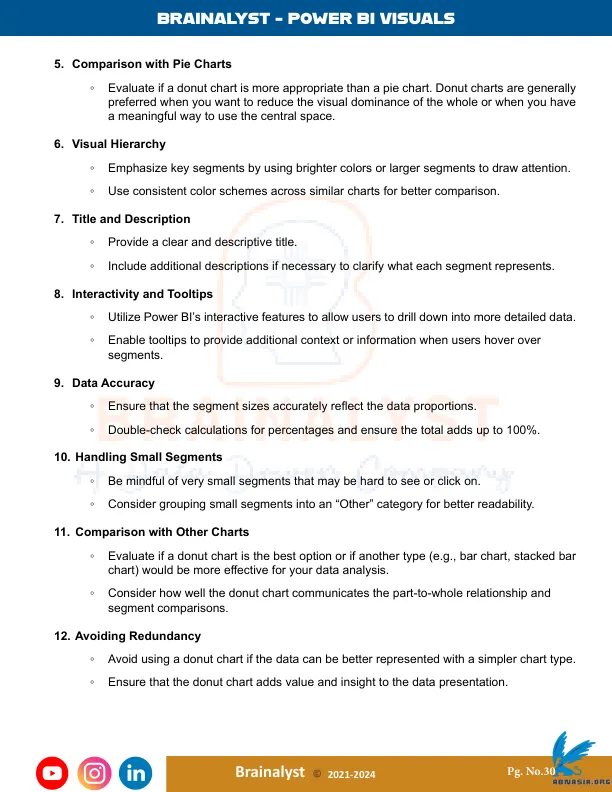 BRAINALYST - POWER BI VISUALS
5. Comparison with Pie Charts
◦ Evaluate if a donut chart is more appropriate than a pie chart. Donut charts are generally
preferred when you want to reduce the visual dominance of the whole or when you have
a meaningful way to use the central space.
6. Visual Hierarchy
◦ Emphasize key segments by using brighter colors or larger segments to draw attention.
◦ Use consistent color schemes across similar charts for better comparison.
7. Title and Description
◦ Provide a clear and descriptive title.
◦ Include additional descriptions if necessary to clarify what each segment represents.
8. Interactivity and Tooltips
◦ Utilize Power BI's interactive features to allow users to drill down into more detailed data.
◦ Enable tooltips to provide additional context or information when users hover over
segments.
9. Data Accuracy
◦ Ensure that the segment sizes accurately reflect the data proportions.
◦ Double-check calculations for percentages and ensure the total adds up to 100%.
BRAINALYST
10. Handling Small Segments
A Data Driven Company
◦ Be mindful of very small segments that may be hard to see or click on.
◦ Consider grouping small segments into an “Other” category for better readability.
11. Comparison with Other Charts
◦ Evaluate if a donut chart is the best option or if another type (e.g., bar chart, stacked bar
chart) would be more effective for your data analysis.
◦ Consider how well the donut chart communicates the part-to-whole relationship and
segment comparisons.
12. Avoiding Redundancy
◦ Avoid using a donut chart if the data can be better represented with a simpler chart type.
◦ Ensure that the donut chart adds value and insight to the data presentation.
Brainalyst © 2021-2024
Pg. No.30
ABNASIA.ORG